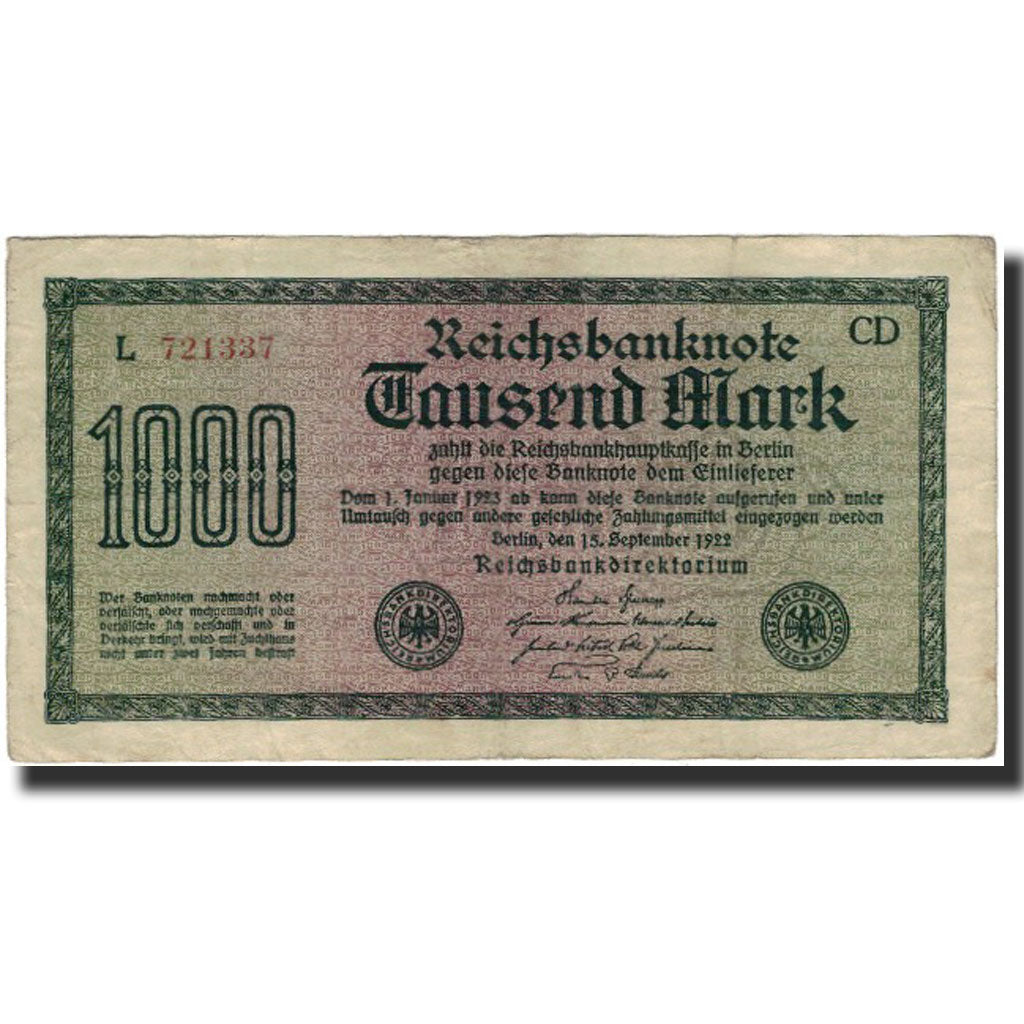 L 721337
CD
1000
Reichsbanknote
Tausend Mark
zahlt die Reichsbankhauptkasse in Berlin
gegen diese Banknote dem Einlieferer
Vom 1. Januar 1923 ab kann diese Banknote aufgerufen und unter
Umtausch gegen andere gesetzliche Zahlungsmittel eingezogen werden
Berlin, den 15. September 1922
Reichsbankdirektorium
Wer Banknoten nachmacht oder
verfälscht, oder nachgemachte oder
verfälschte sich verschafft und in
Verkehr bringt, wird mit Zuchthaus
nicht unter zwei Jahren bestraft
REICHSBANKDIREKTORIUM
REICHSBANKDIREKTORIUM